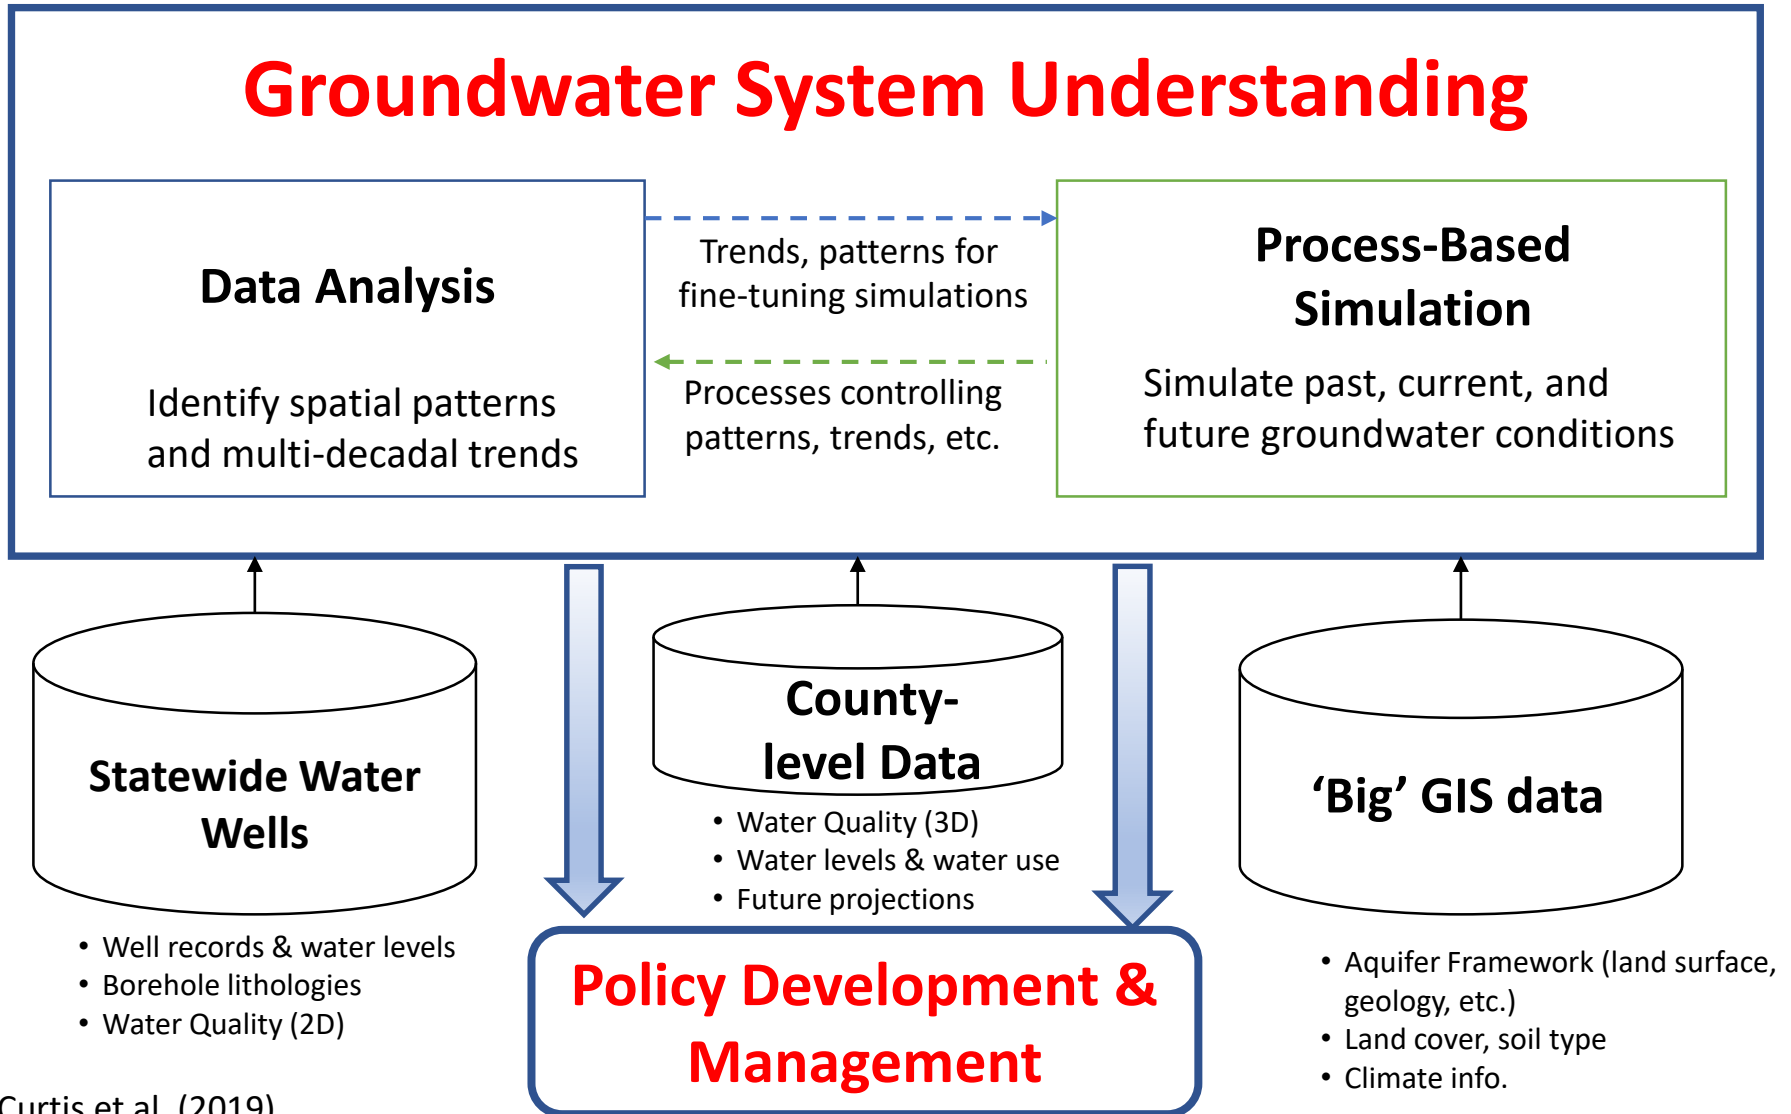 Groundwater System Understanding
Data Analysis
Identify spatial patterns
and multi-decadal trends
Trends, patterns for
fine-tuning simulations
Processes controlling
patterns, trends, etc.
Process-Based
Simulation
Simulate past, current, and
future groundwater conditions
Statewide Water
Wells
• Well records & water levels
• Borehole lithologies
• Water Quality (2D)
County-
level Data
• Water Quality (3D)
• Water levels & water use
• Future projections
‘Big’ GIS data
• Aquifer Framework (land surface,
geology, etc.)
• Land cover, soil type
• Climate info.
Policy Development &
Management
Curtis et al. (2019)